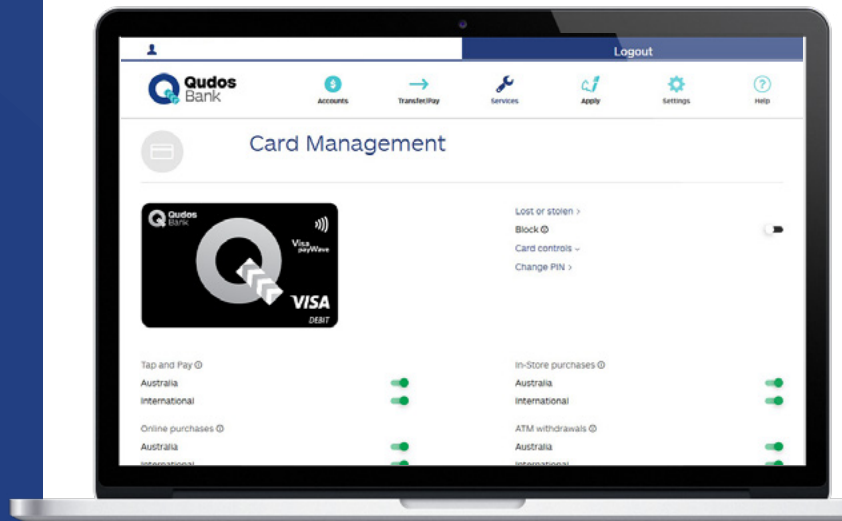 Logout
Qudos
Bank
Accounts
Transfer/Pay
Services
Apply
Settings
Help
Card Management
Qudos
Bank
Visa
payWave
VISA
DEBIT
Lost or stolen >
Block
Card controls
Change PIN >
Tap and Pay
Australia
International
In-Store purchases
Australia
International
Online purchases
Australia
International
ATM withdrawals
Australia
International